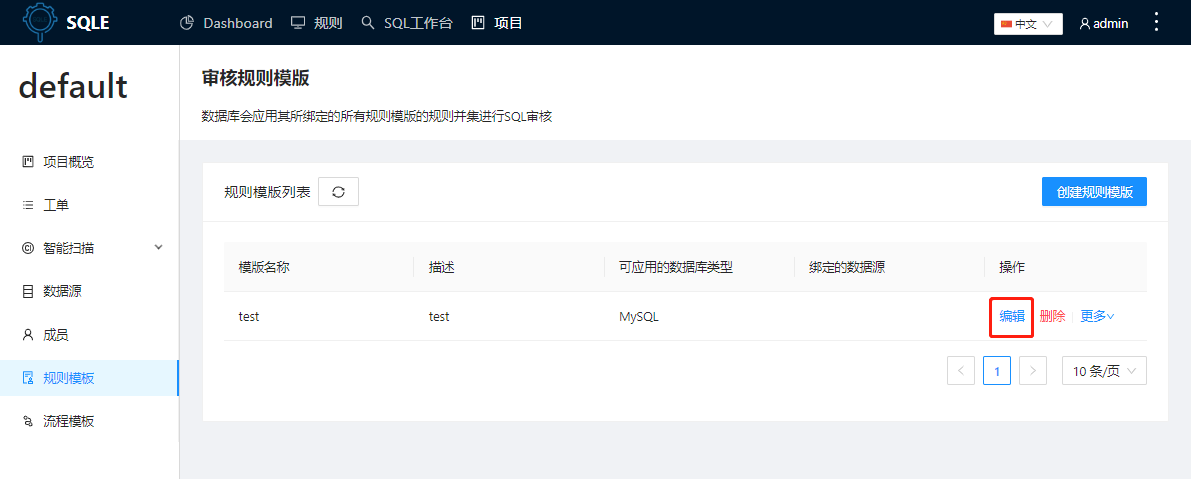 SQLE
Dashboard
规则
SQL工作台
项目
中文
admin
default
项目概览
工单
智能扫描
数据源
成员
规则模板
流程模板
审核规则模版
数据库会应用其所绑定的所有规则模版的规则并集进行SQL审核
规则模版列表
创建规则模版
模版名称 描述 可应用的数据库类型 绑定的数据源 操作
test test MySQL 编辑 删除 更多
1 10 条/页